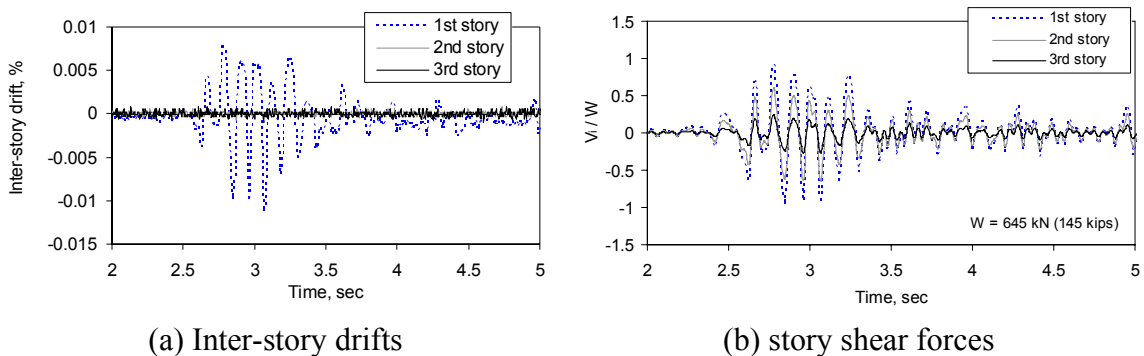 0.01
0.005
0
-0.005
-0.01
-0.015
Inter-story drift, %
1st story
2nd story
3rd story
2 2.5 3 3.5 4 4.5 5
Time, sec
(a) Inter-story drifts
1.5
1
0.5
0
-0.5
-1
-1.5
Vi / W
1st story
2nd story
3rd story
W = 645 kN (145 kips)
2 2.5 3 3.5 4 4.5 5
Time, sec
(b) story shear forces